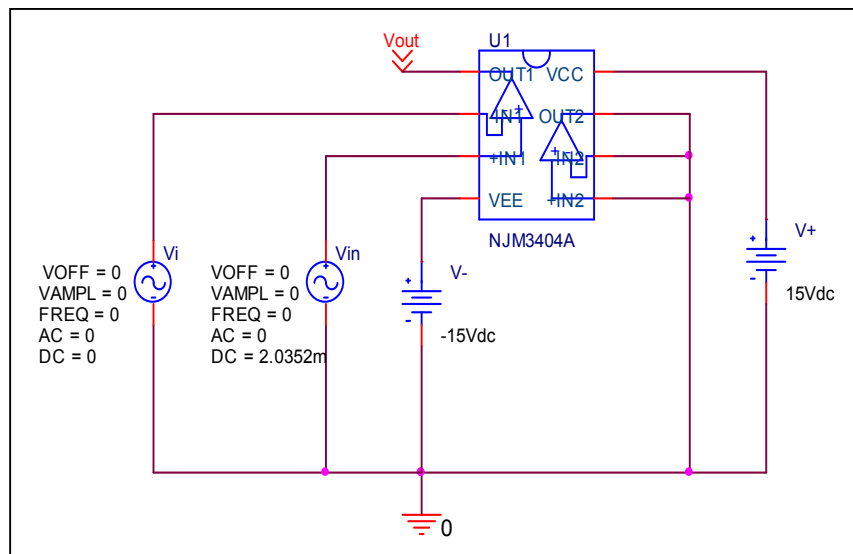 Vout
U1
OUT1
VCC
-IN1
OUT2
+IN1
-IN2
VEE
+IN2
NJM3404A
Vi
VOFF = 0
VAMPL = 0
FREQ = 0
AC = 0
DC = 0
Vin
VOFF = 0
VAMPL = 0
FREQ = 0
AC = 0
DC = 2.0352m
V-
-15Vdc
V+
15Vdc
0